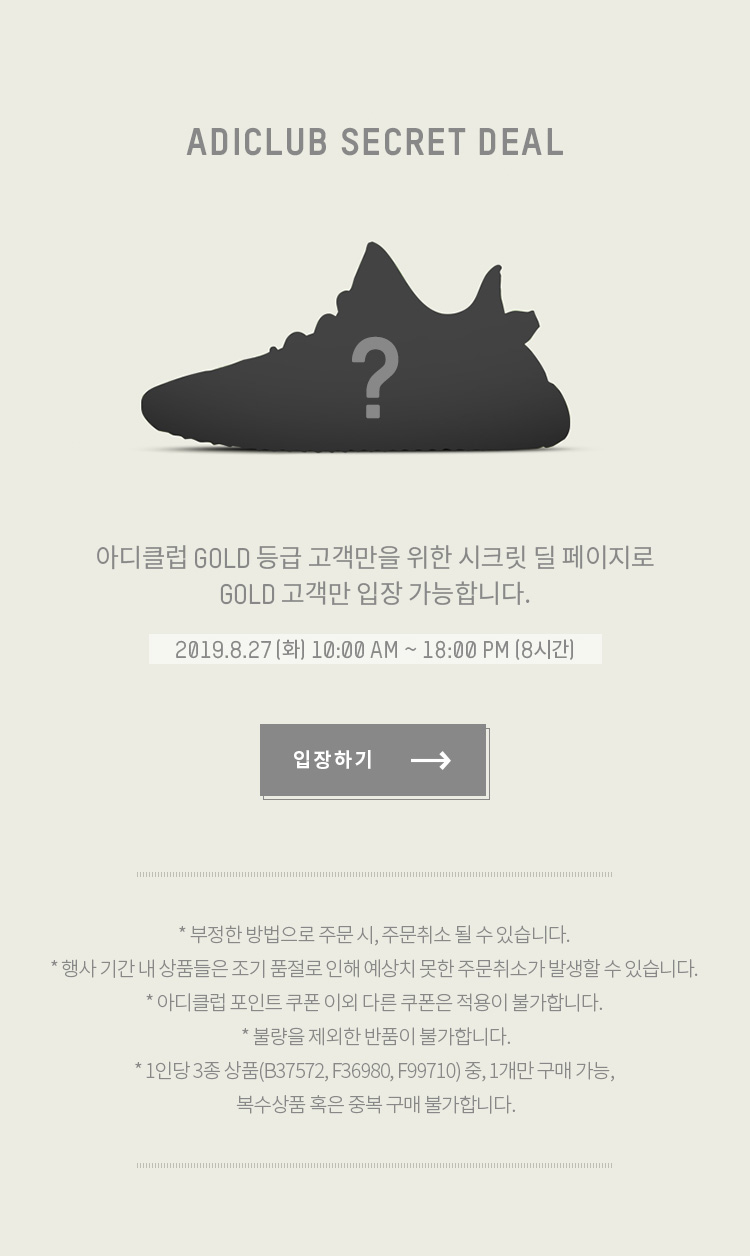 ADICLUB SECRET DEAL
?
아디클럽 GOLD 등급 고객만을 위한 시크릿 딜 페이지로
GOLD 고객만 입장 가능합니다.
2019.8.27 (화) 10:00 AM ~ 18:00 PM (8시간)
입장하기
* 부정한 방법으로 주문 시, 주문취소 될 수 있습니다.
* 행사 기간 내 상품들은 조기 품절로 인해 예상치 못한 주문취소가 발생할 수 있습니다.
* 아디클럽 포인트 쿠폰 이외 다른 쿠폰은 적용이 불가합니다.
* 불량을 제외한 반품이 불가합니다.
* 1인당 3종 상품(B37572, F36980, F99710) 중, 1개만 구매 가능,
복수상품 혹은 중복 구매 불가합니다.